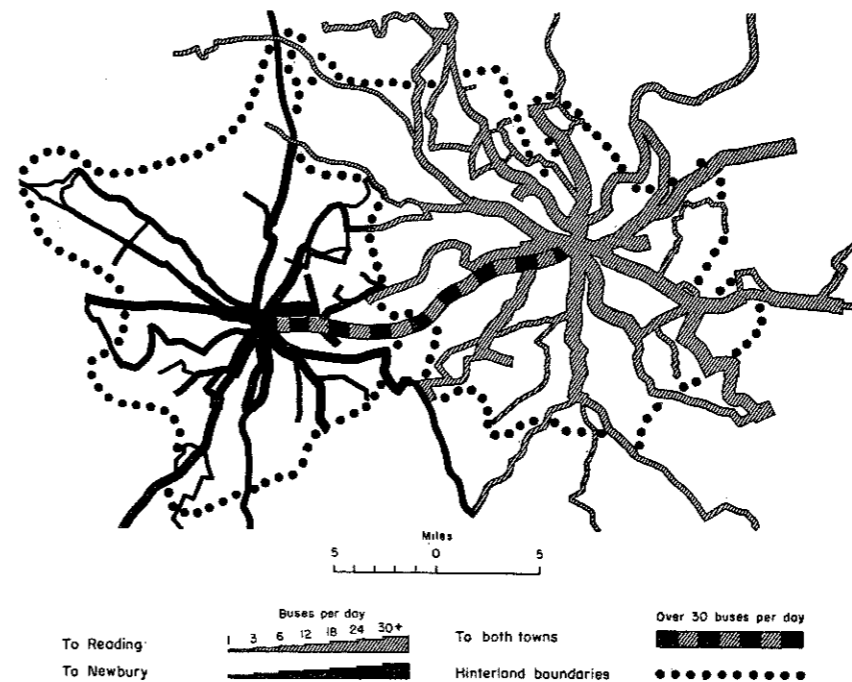 Miles
5 0 5
Buses per day
1 3 6 12 18 24 30+
To Reading
To Newbury
To both towns
Over 30 buses per day
Hinterland boundaries